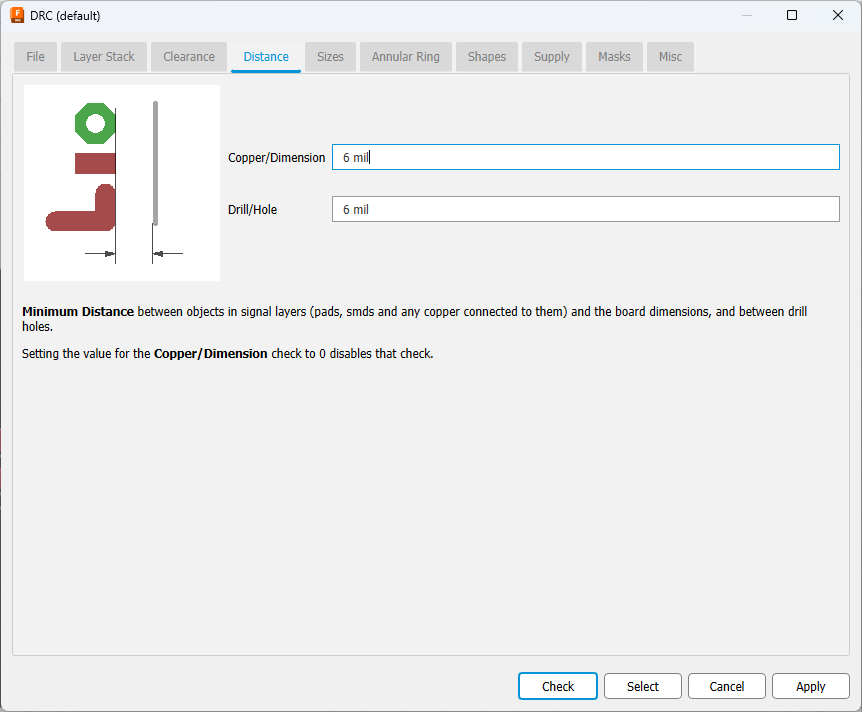 DRC (default)
File Layer Stack Clearance Distance Sizes Annular Ring Shapes Supply Masks Misc
Copper/Dimension 6 mil
Drill/Hole 6 mil
Minimum Distance between objects in signal layers (pads, smds and any copper connected to them) and the board dimensions, and between drill
holes.
Setting the value for the Copper/Dimension check to 0 disables that check.
Check Select Cancel Apply